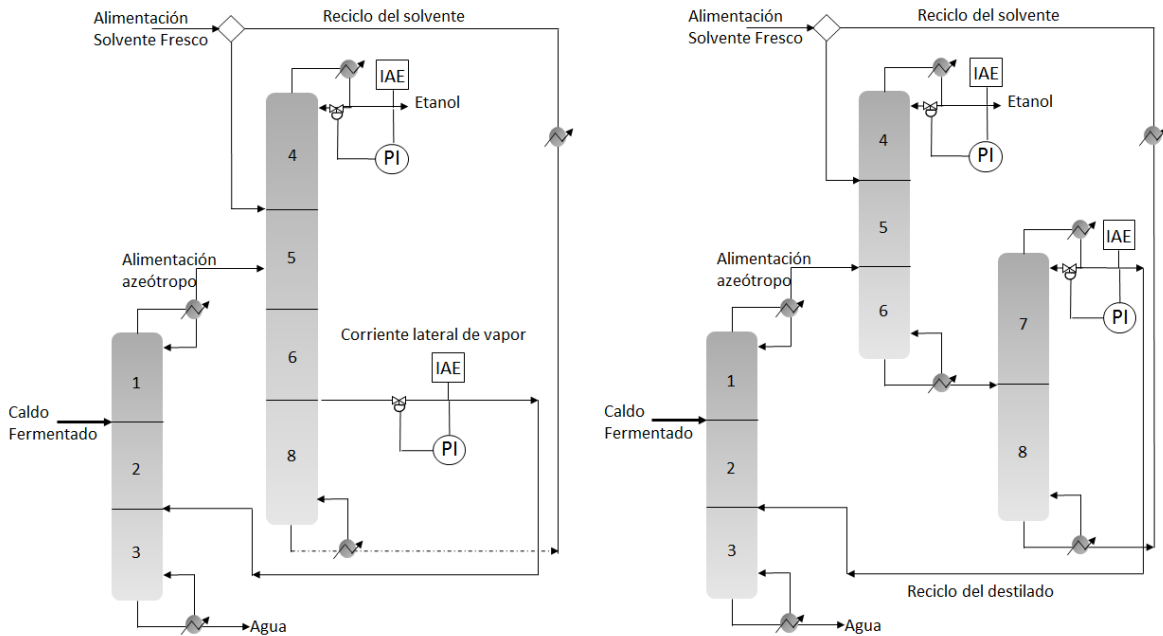 Alimentación
Solvente Fresco
Reciclo del solvente
IAE
Etanol
PI
4
5
6
8
Alimentación
azeótropo
Corriente lateral de vapor
IAE
PI
1
2
3
Caldo
Fermentado
Agua
Alimentación
Solvente Fresco
Reciclo del solvente
IAE
Etanol
PI
4
5
6
Alimentación
azeótropo
IAE
PI
7
8
1
2
3
Caldo
Fermentado
Reciclo del destilado
Agua